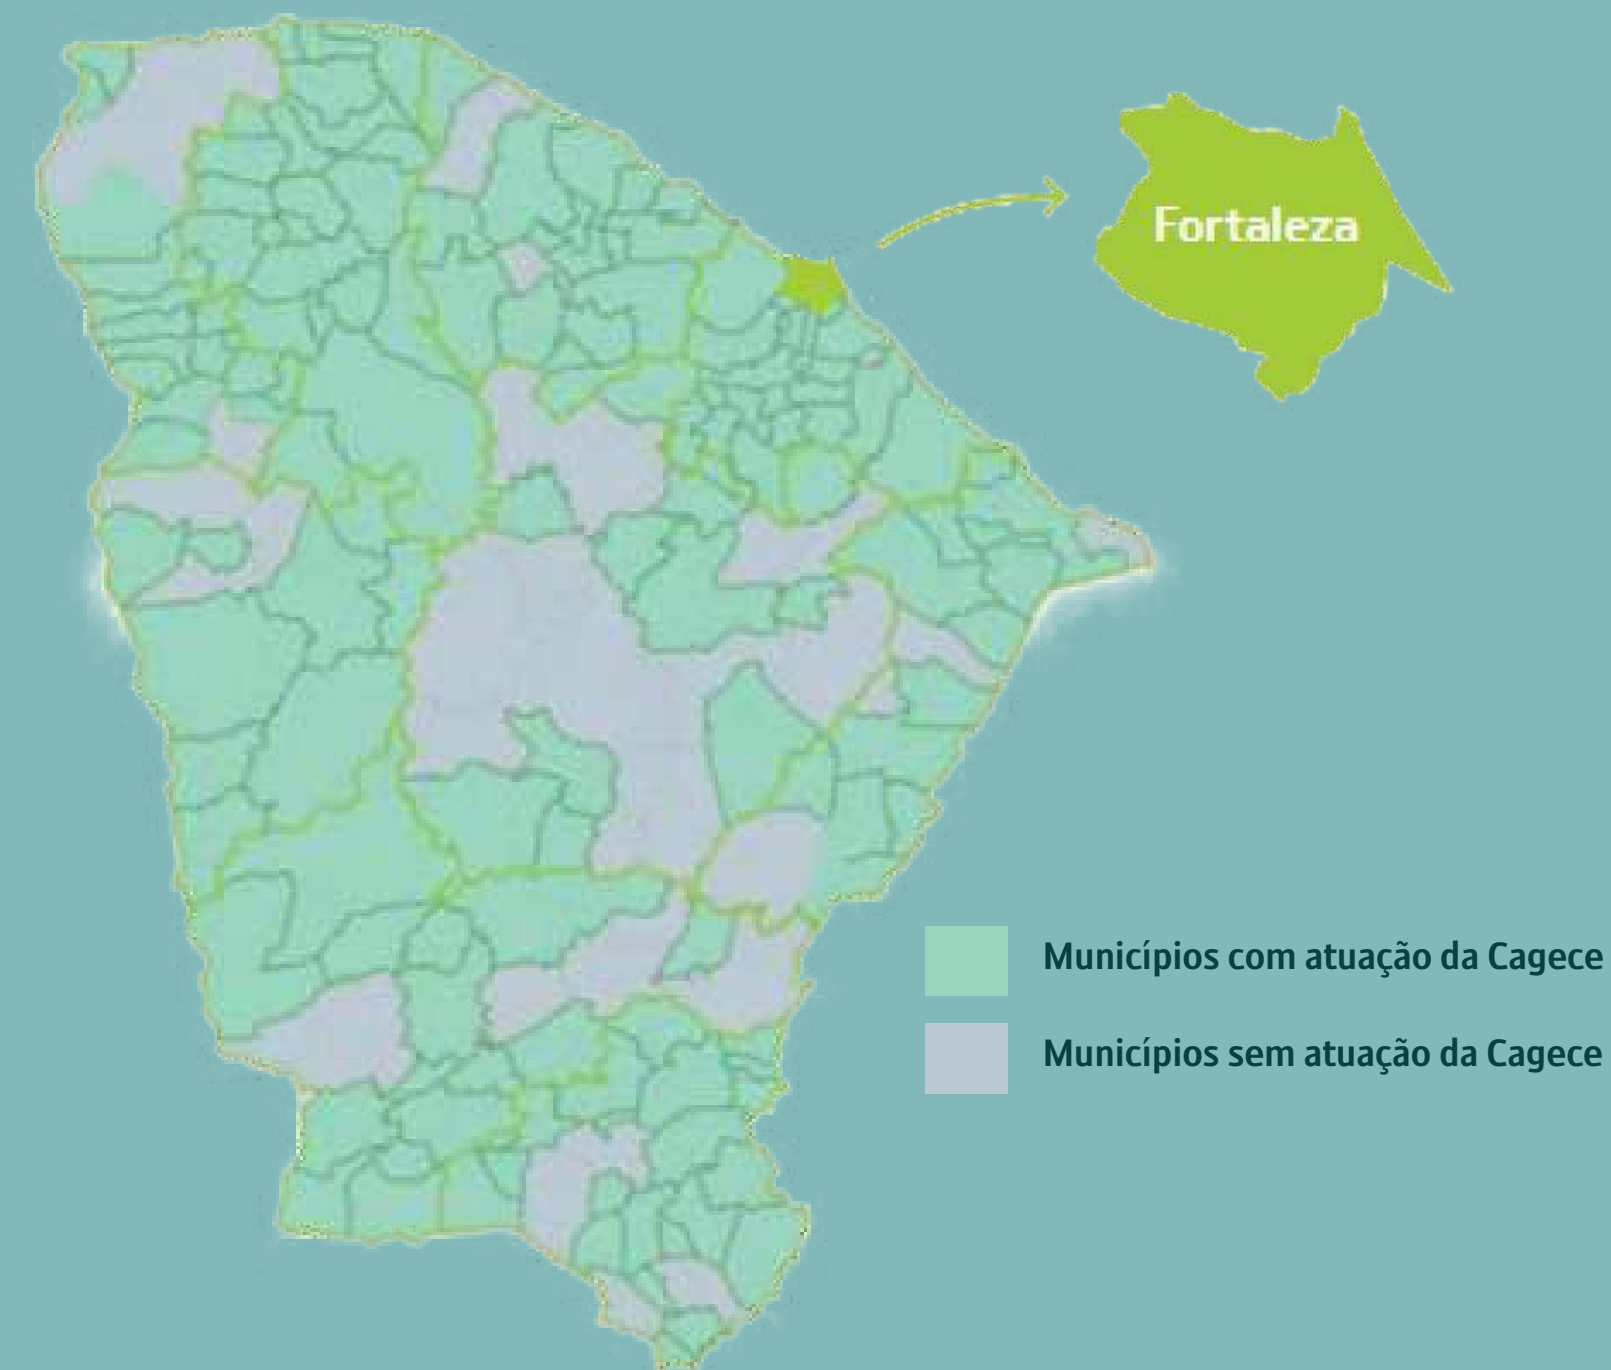 Fortaleza
Municípios com atuação da Cagece
Municípios sem atuação da Cagece